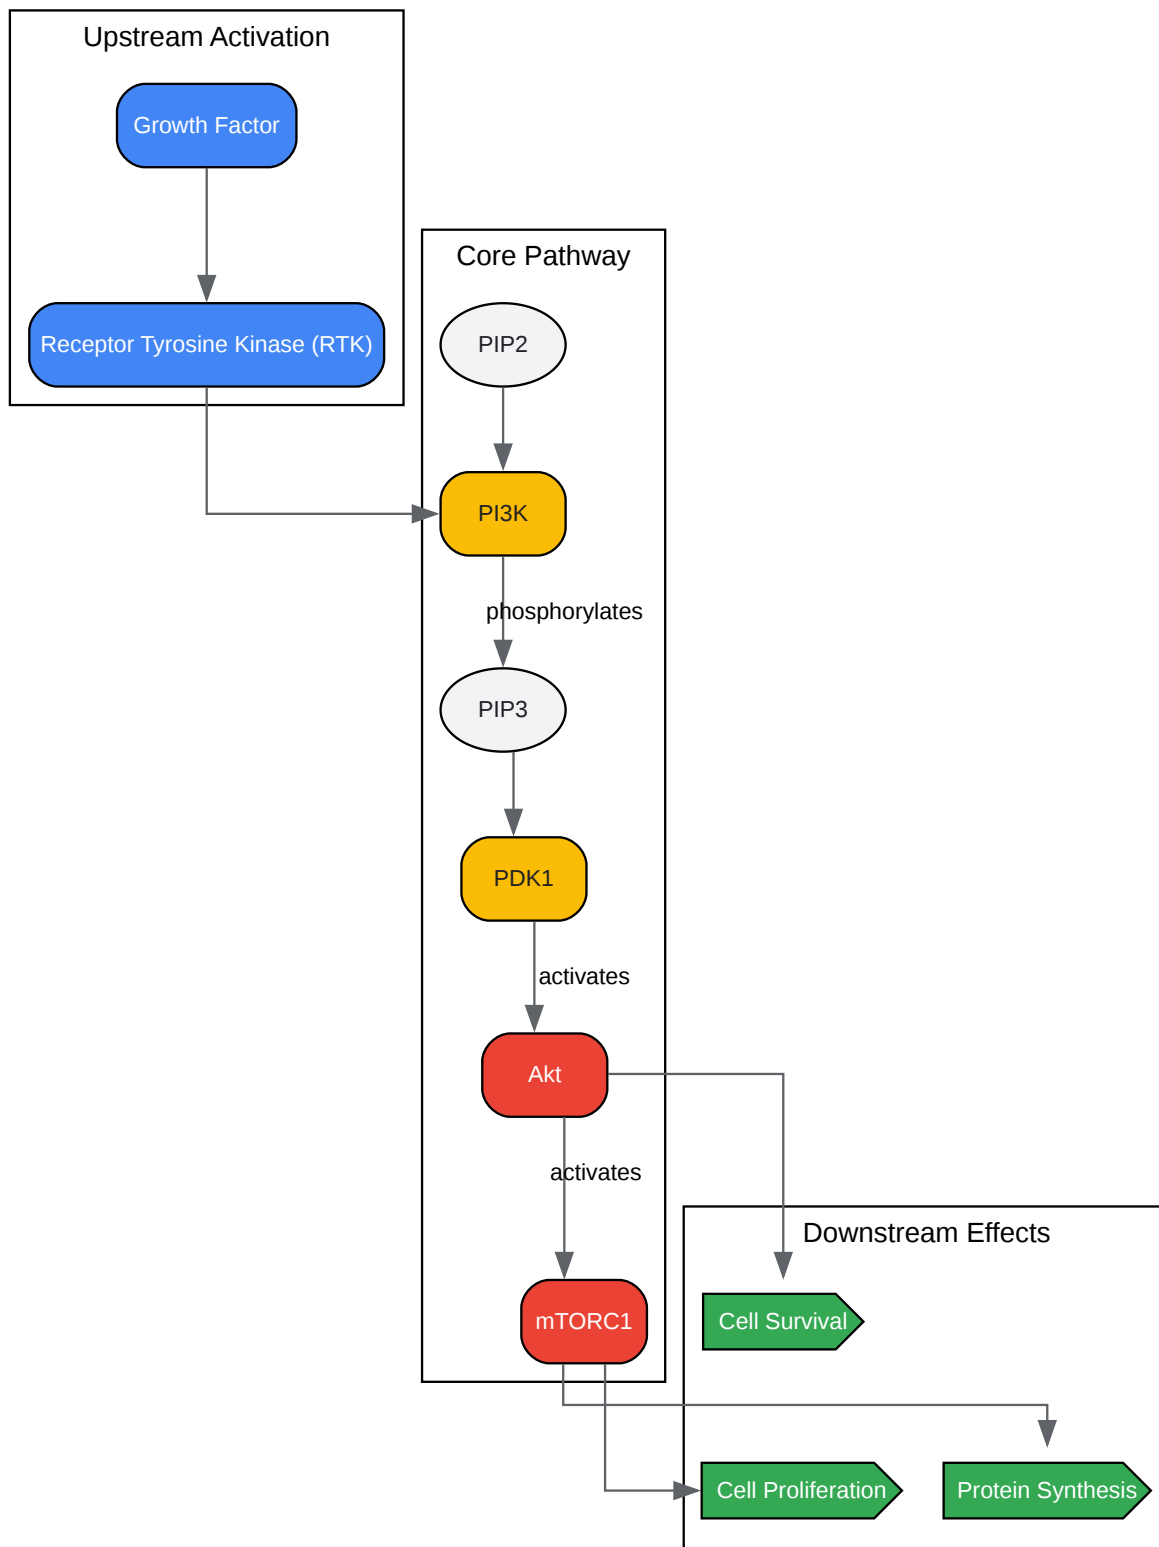 Upstream Activation
Growth Factor
Receptor Tyrosine Kinase (RTK)
Core Pathway
PIP2
PI3K
phosphorylates
PIP3
PDK1
activates
Akt
activates
mTORC1
Downstream Effects
Cell Survival
Cell Proliferation
Protein Synthesis